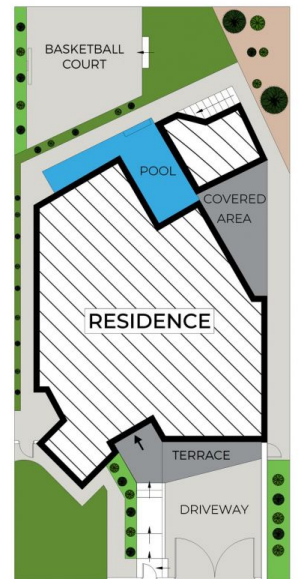 BASKETBALL
COURT
POOL
COVERED
AREA
RESIDENCE
TERRACE
DRIVEWAY